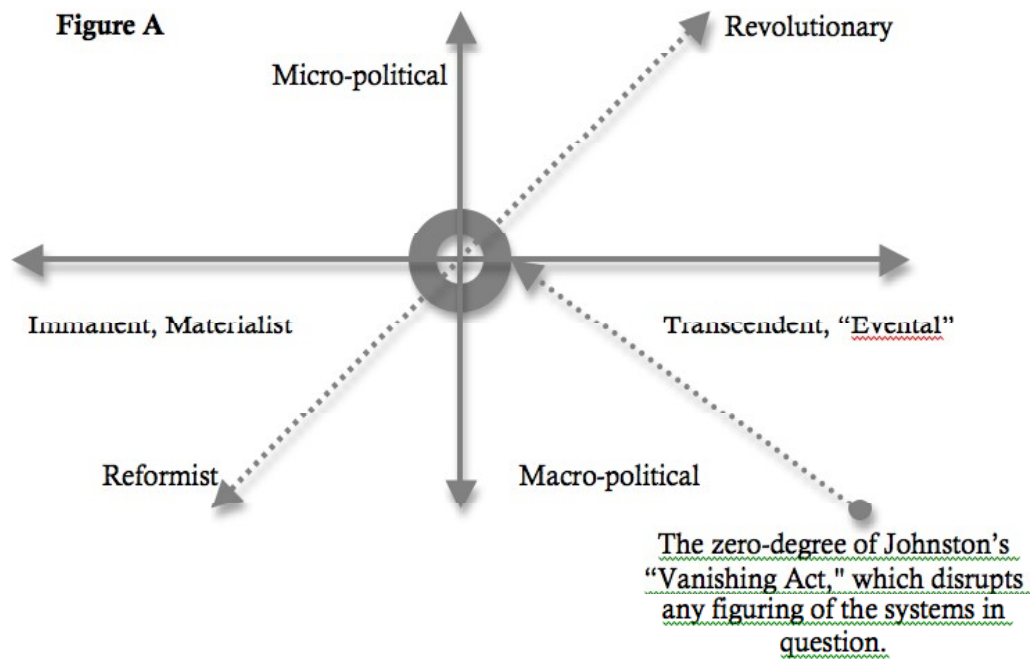 Figure A
Revolutionary
Micro-political
Immanent, Materialist
Transcendent, “Evental”
Reformist
Macro-political
The zero-degree of Johnston’s
“Vanishing Act," which disrupts
any figuring of the systems in
question.